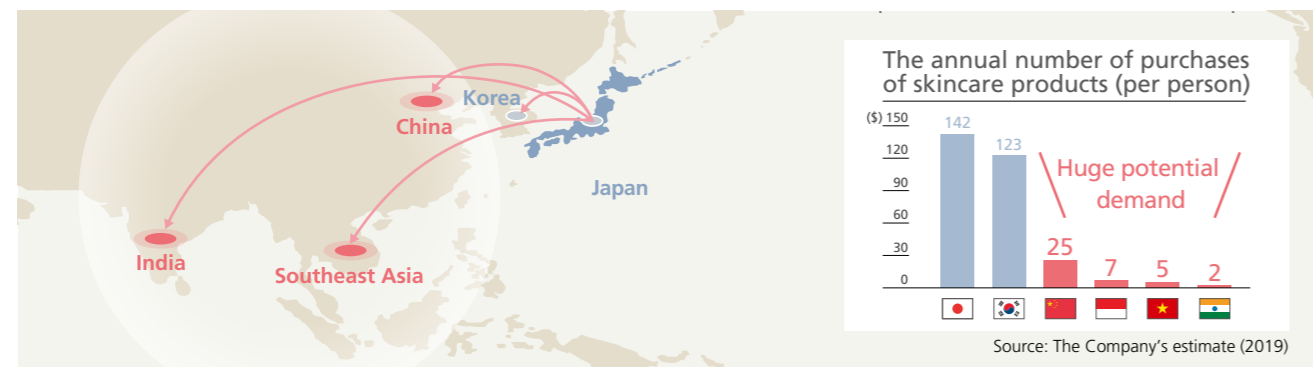 Korea
China
Japan
India
Southeast Asia
The annual number of purchases
of skincare products (per person)
($) 150
120
90
60
30
0
142
123
Huge potential
demand
25
7
5
2
Source: The Company’s estimate (2019)